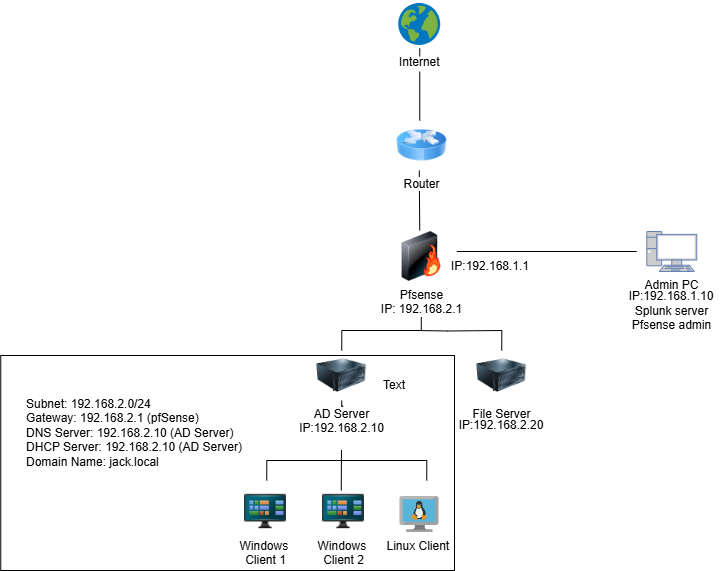 Internet
Router
IP:192.168.1.1
Admin PC
IP:192.168.1.10
Splunk server
Pfsense admin
Pfsense
IP: 192.168.2.1
Text
Subnet: 192.168.2.0/24
Gateway: 192.168.2.1 (pfSense)
DNS Server: 192.168.2.10 (AD Server)
DHCP Server: 192.168.2.10 (AD Server)
Domain Name: jack.local
AD Server
IP:192.168.2.10
File Server
IP:192.168.2.20
Windows
Client 1
Windows
Client 2
Linux Client